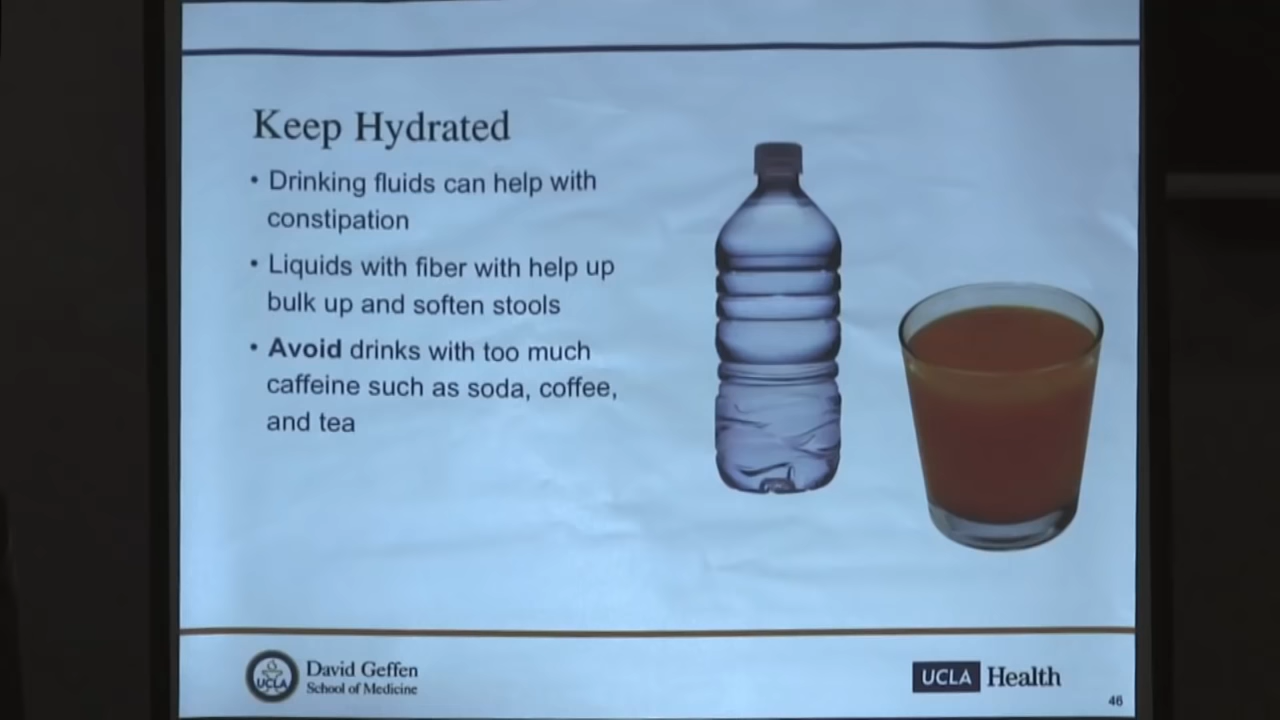 Keep Hydrated
• Drinking fluids can help with
constipation
• Liquids with fiber with help up
bulk up and soften stools
• Avoid drinks with too much
caffeine such as soda, coffee,
and tea
UCLA
David Geffen
School of Medicine
UCLA Health
46